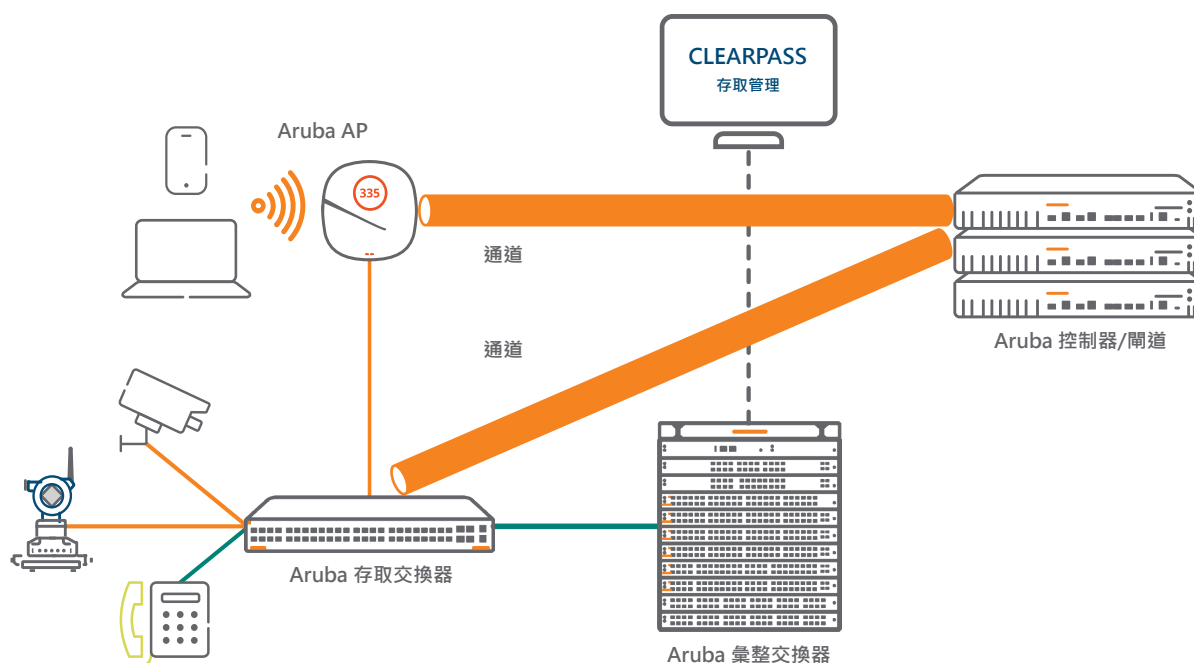 CLEARPASS
存取管理
Aruba AP
335
通道
通道
Aruba 控制器/閘道
Aruba 存取交換器
Aruba 彙整交換器